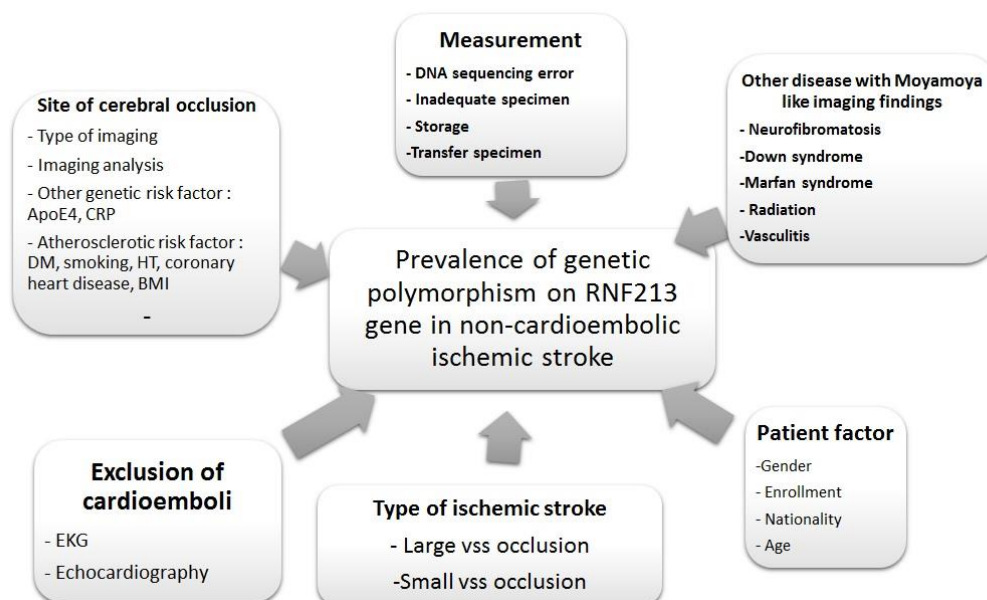 Measurement
- DNA sequencing error
- Inadequate specimen
- Storage
-Transfer specimen
Site of cerebral occlusion
- Type of imaging
- Imaging analysis
- Other genetic risk factor :
ApoE4, CRP
- Atherosclerotic risk factor :
DM, smoking, HT, coronary
heart disease, BMI
-
Other disease with Moyamoya
like imaging findings
- Neurofibromatosis
-Down syndrome
-Marfan syndrome
- Radiation
-Vasculitis
Prevalence of genetic
polymorphism on RNF213
gene in non-cardioembolic
ischemic stroke
Exclusion of
cardioemboli
- EKG
- Echocardiography
Type of ischemic stroke
- Large vss occlusion
-Small vss occlusion
Patient factor
-Gender
- Enrollment
- Nationality
- Age